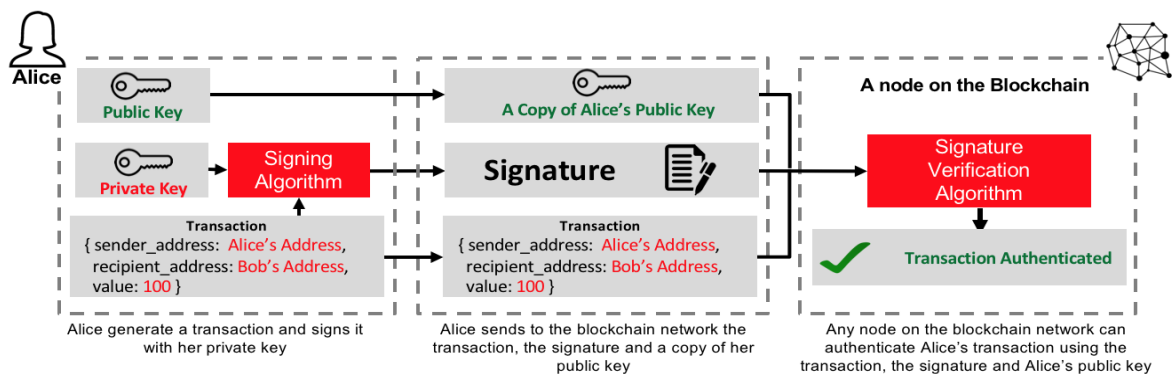 Alice
Public Key
Private Key
Signing
Algorithm
Transaction
{ sender_address: Alice's Address,
recipient_address: Bob's Address,
value: 100 }
Alice generate a transaction and signs it
with her private key
A Copy of Alice's Public Key
Signature
Transaction
{ sender_address: Alice's Address,
recipient_address: Bob's Address,
value: 100 }
Alice sends to the blockchain network the
transaction, the signature and a copy of her
public key
A node on the Blockchain
Signature
Verification
Algorithm
Transaction Authenticated
Any node on the blockchain network can
authenticate Alice's transaction using the
transaction, the signature and Alice's public key